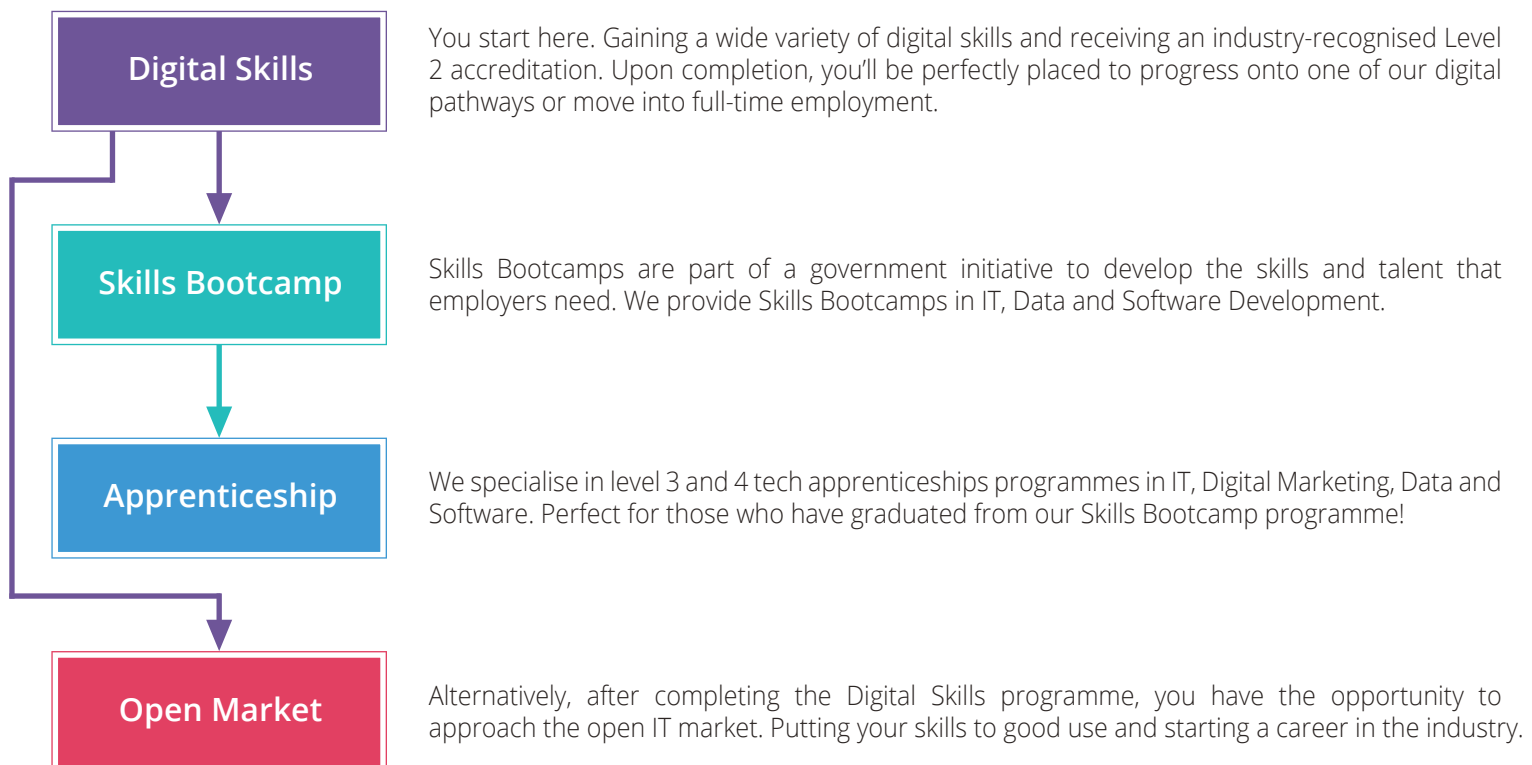 Digital Skills
You start here. Gaining a wide variety of digital skills and receiving an industry-recognised Level
2 accreditation. Upon completion, you'll be perfectly placed to progress onto one of our digital
pathways or move into full-time employment.
Skills Bootcamp
Skills Bootcamps are part of a government initiative to develop the skills and talent that
employers need. We provide Skills Bootcamps in IT, Data and Software Development.
Apprenticeship
We specialise in level 3 and 4 tech apprenticeships programmes in IT, Digital Marketing, Data and
Software. Perfect for those who have graduated from our Skills Bootcamp programme!
Open Market
Alternatively, after completing the Digital Skills programme, you have the opportunity to
approach the open IT market. Putting your skills to good use and starting a career in the industry.